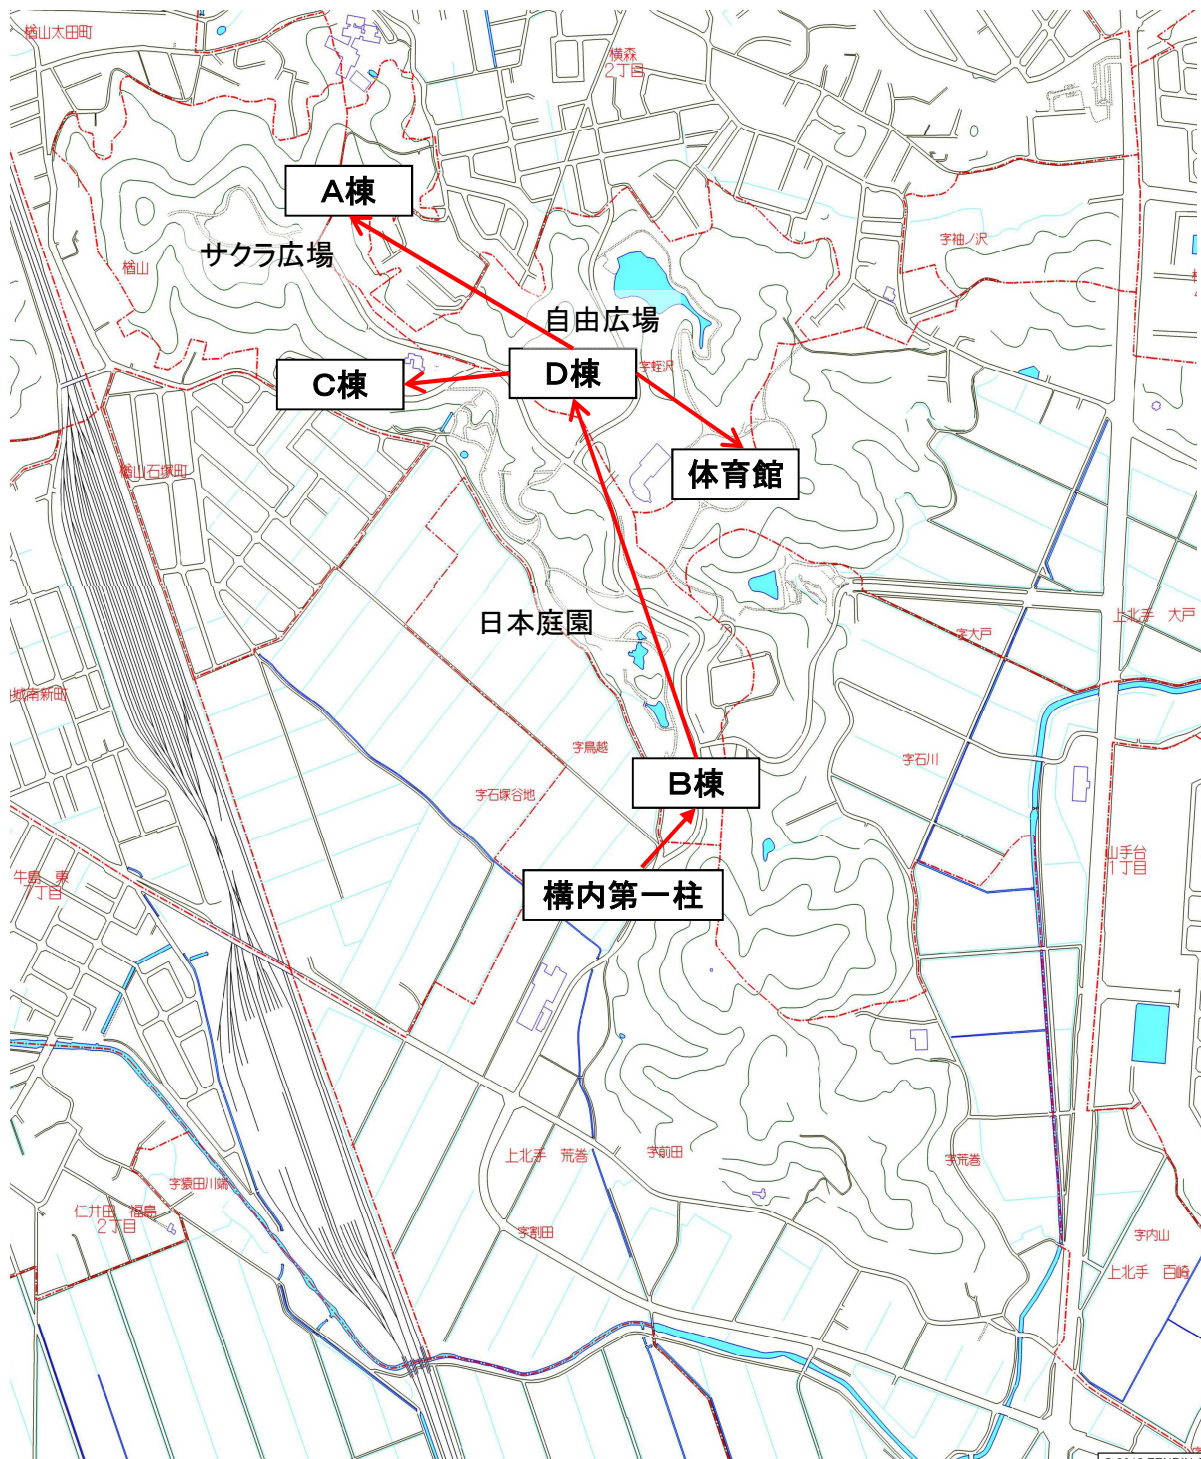 楢山太田町
横森
2丁目
A棟
字袖ノ沢
サクラ広場
楢山
自由広場
字蛭沢
D棟
C棟
楢山石塚町
体育館
日本庭園
字大戸
上北手 大戸
城南新町
字鳥越
字石川
B棟
字石塚谷地
山手台
1丁目
牛島 東
7丁目
構内第一柱
上北手 荒巻
字前田
字荒巻
字猿田川端
仁井田 福島
2丁目
字割田
字内山
上北手 百崎